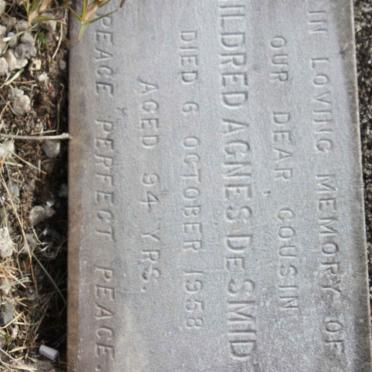 IN LOVING MEMORY OF
OUR DEAR COUSIN
ILDRED AGNES DE SMID
DIED 6 OCTOBER 1958
AGED 94 YRS.
PEACE PERFECT PEACE.